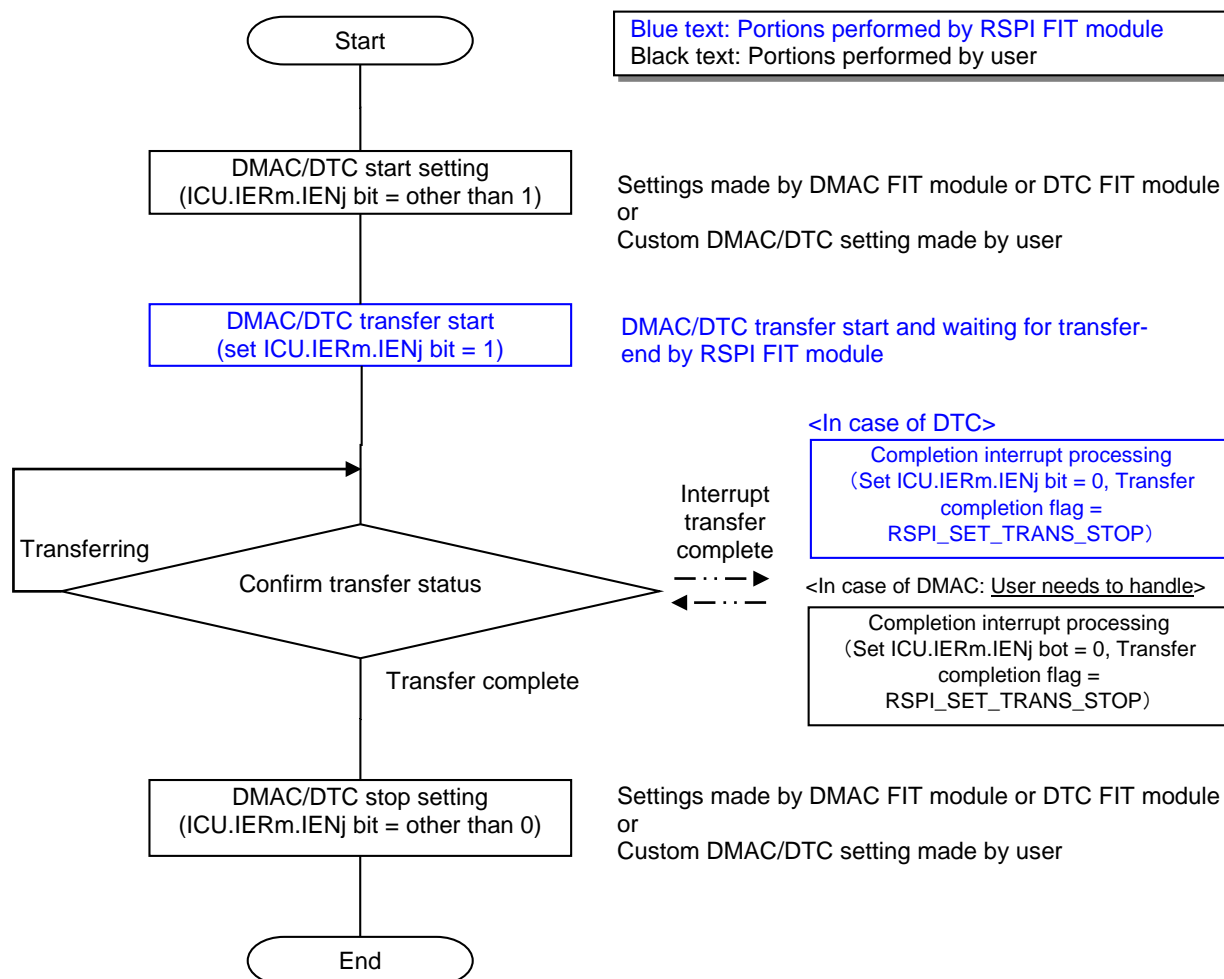 Start
Blue text: Portions performed by RSPI FIT module
Black text: Portions performed by user
DMAC/DTC start setting
(ICU.IERm.IENj bit = other than 1)
Settings made by DMAC FIT module or DTC FIT module
or
Custom DMAC/DTC setting made by user
DMAC/DTC transfer start
(set ICU.IERm.IENj bit = 1)
DMAC/DTC transfer start and waiting for transfer-
end by RSPI FIT module
<In case of DTC>
Completion interrupt processing
（Set ICU.IERm.IENj bit = 0, Transfer
completion flag =
RSPI_SET_TRANS_STOP）
Interrupt
transfer
complete
Transferring
Confirm transfer status
<In case of DMAC: User needs to handle>
Completion interrupt processing
（Set ICU.IERm.IENj bot = 0, Transfer
completion flag =
RSPI_SET_TRANS_STOP）
Transfer complete
DMAC/DTC stop setting
(ICU.IERm.IENj bit = other than 0)
Settings made by DMAC FIT module or DTC FIT module
or
Custom DMAC/DTC setting made by user
End